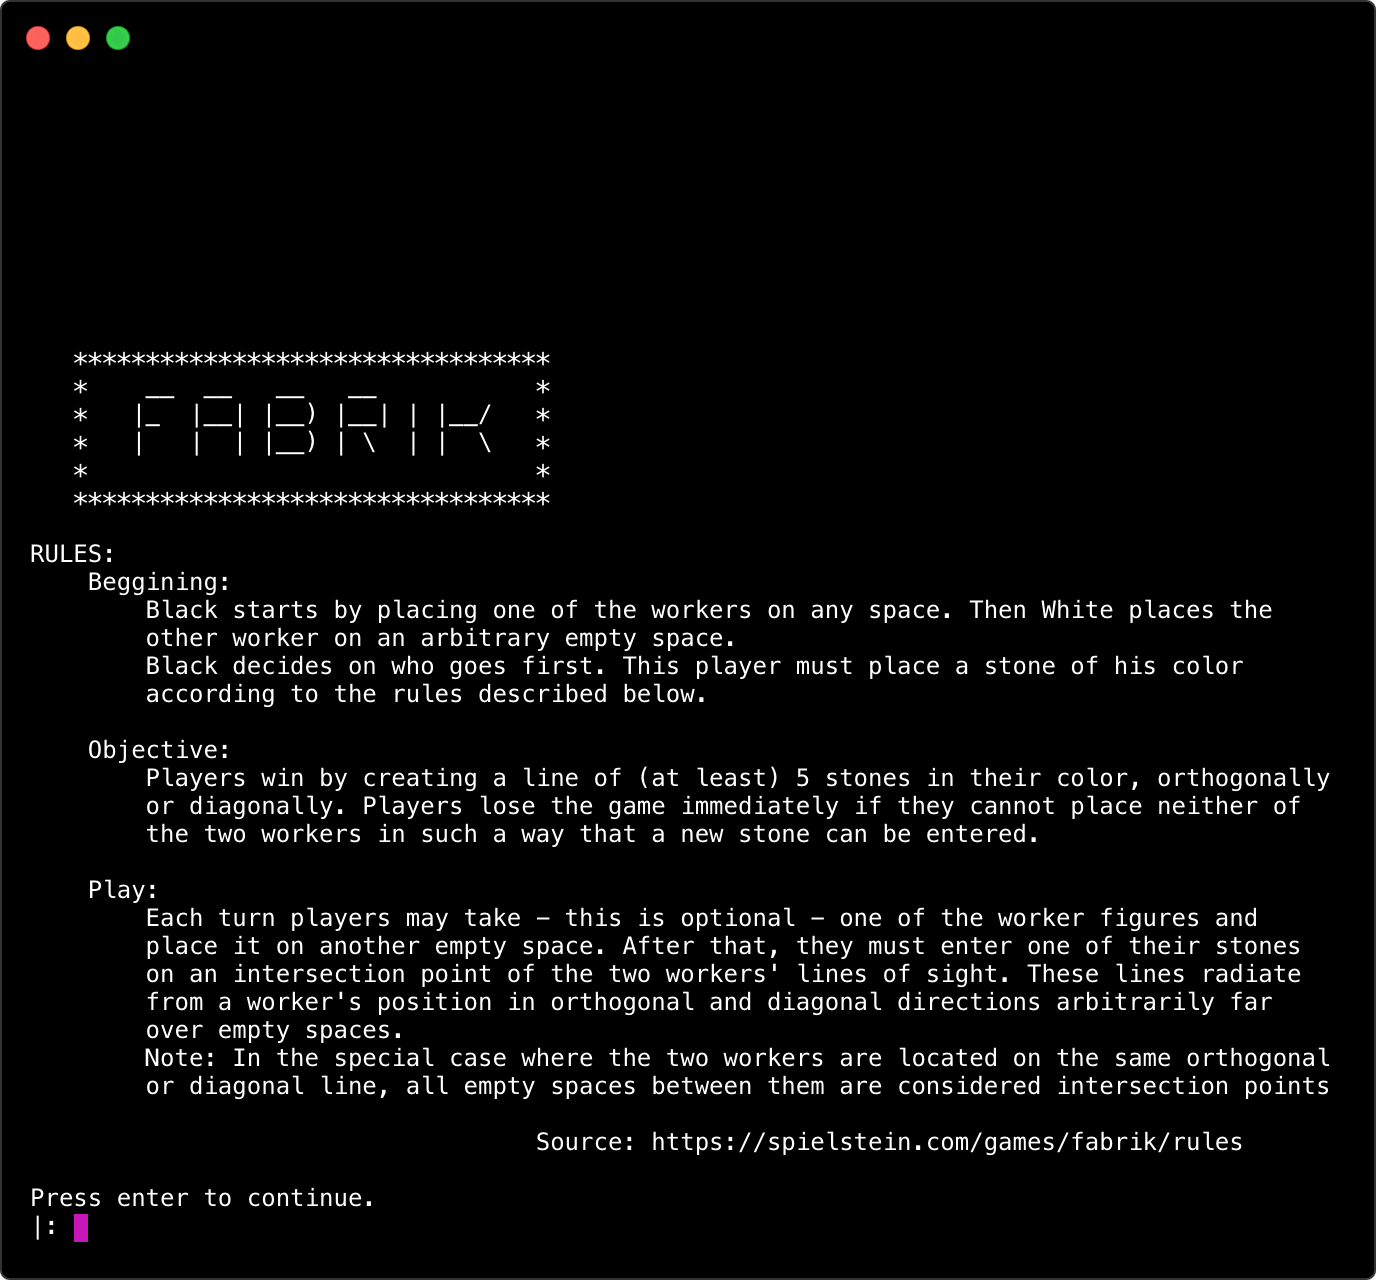 *********************************
*    __  __   __   __           *
*   |_  |__| |__) |__| | |__/   *
*   |   |  | |__) | \  | |  \   *
*                               *
*********************************
RULES:
Beggining:
Black starts by placing one of the workers on any space. Then White places the
other worker on an arbitrary empty space.
Black decides on who goes first. This player must place a stone of his color
according to the rules described below.
Objective:
Players win by creating a line of (at least) 5 stones in their color, orthogonally
or diagonally. Players lose the game immediately if they cannot place neither of
the two workers in such a way that a new stone can be entered.
Play:
Each turn players may take – this is optional – one of the worker figures and
place it on another empty space. After that, they must enter one of their stones
on an intersection point of the two workers' lines of sight. These lines radiate
from a worker's position in orthogonal and diagonal directions arbitrarily far
over empty spaces.
Note: In the special case where the two workers are located on the same orthogonal
or diagonal line, all empty spaces between them are considered intersection points
Source: https://spielstein.com/games/fabrik/rules
Press enter to continue.
|: